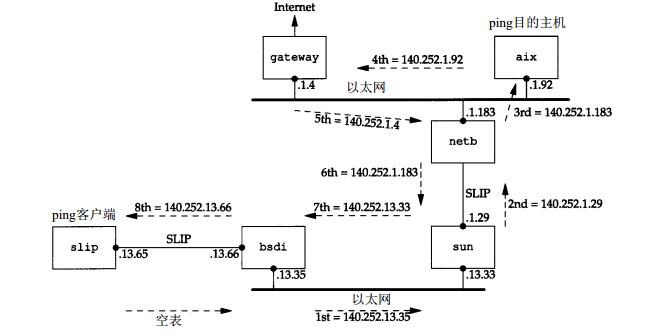 Internet
ping目的主机
gateway
4th = 140.252.1.92
aix
.1.4
以太网
.1.92
5th = 140.252.1.4
.1.183
3rd = 140.252.1.183
netb
6th = 140.252.1.183
SLIP
2nd = 140.252.1.29
8th = 140.252.13.66
7th = 140.252.13.33
.1.29
ping客户端
slip
SLIP
bsdi
sun
.13.65
.13.66
.13.35
.13.33
以太网
空表
1st = 140.252.13.35